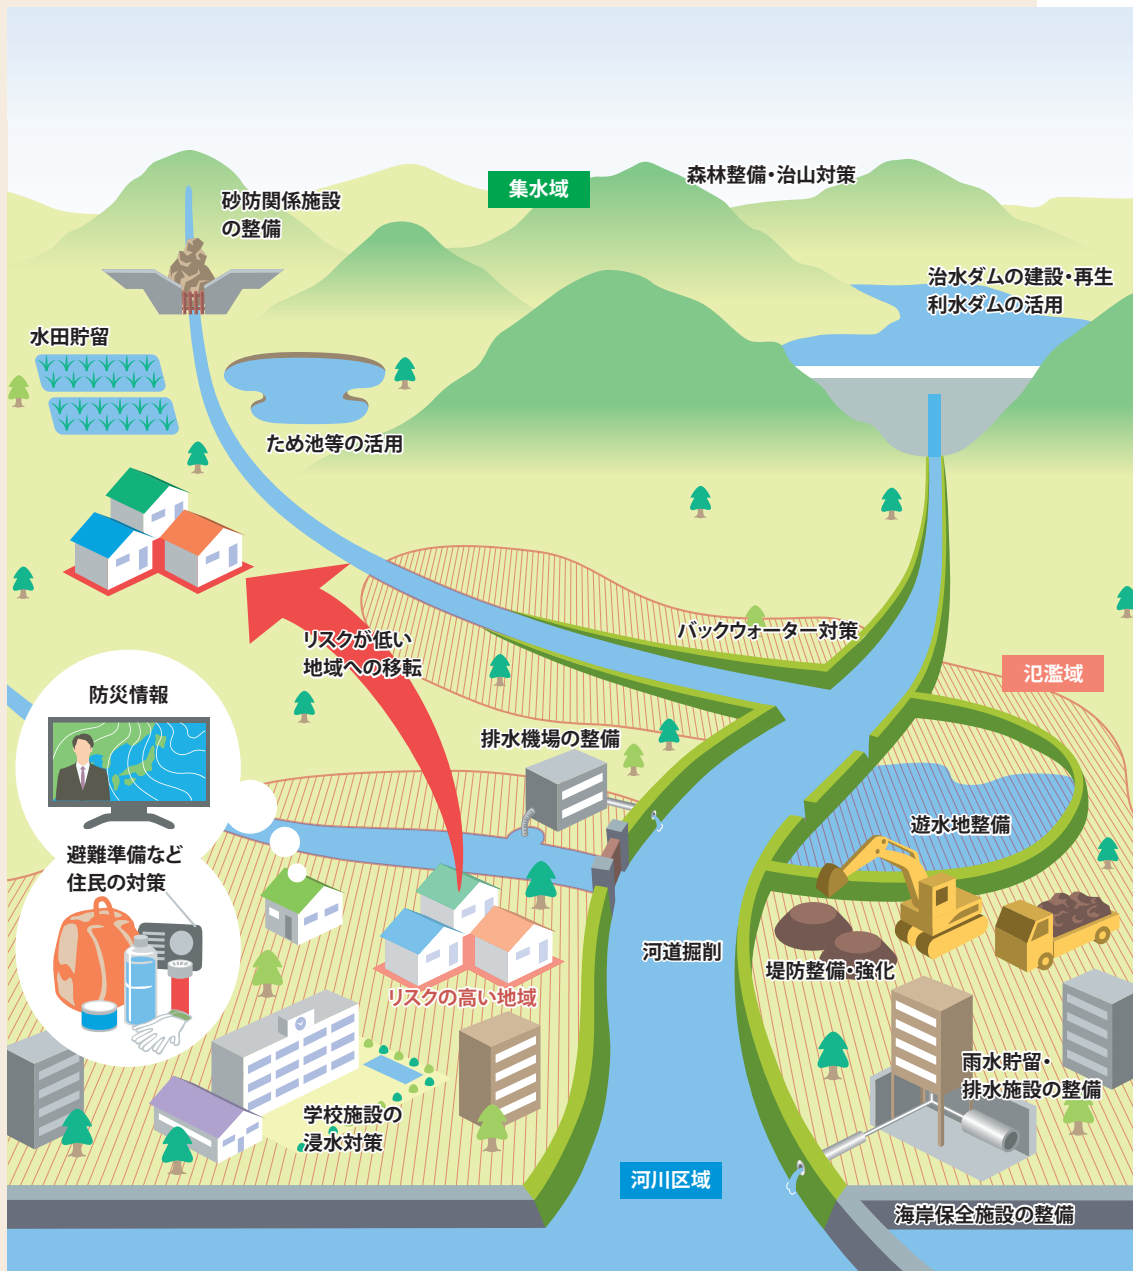 集水域
森林整備・治山対策
砂防関係施設
の整備
治水ダムの建設・再生
利水ダムの活用
水田貯留
ため池等の活用
リスクが低い
地域への移転
バックウォーター対策
氾濫域
防災情報
排水機場の整備
遊水地整備
避難準備など
住民の対策
河道掘削
堤防整備・強化
リスクの高い地域
雨水貯留・
排水施設の整備
学校施設の
浸水対策
河川区域
海岸保全施設の整備